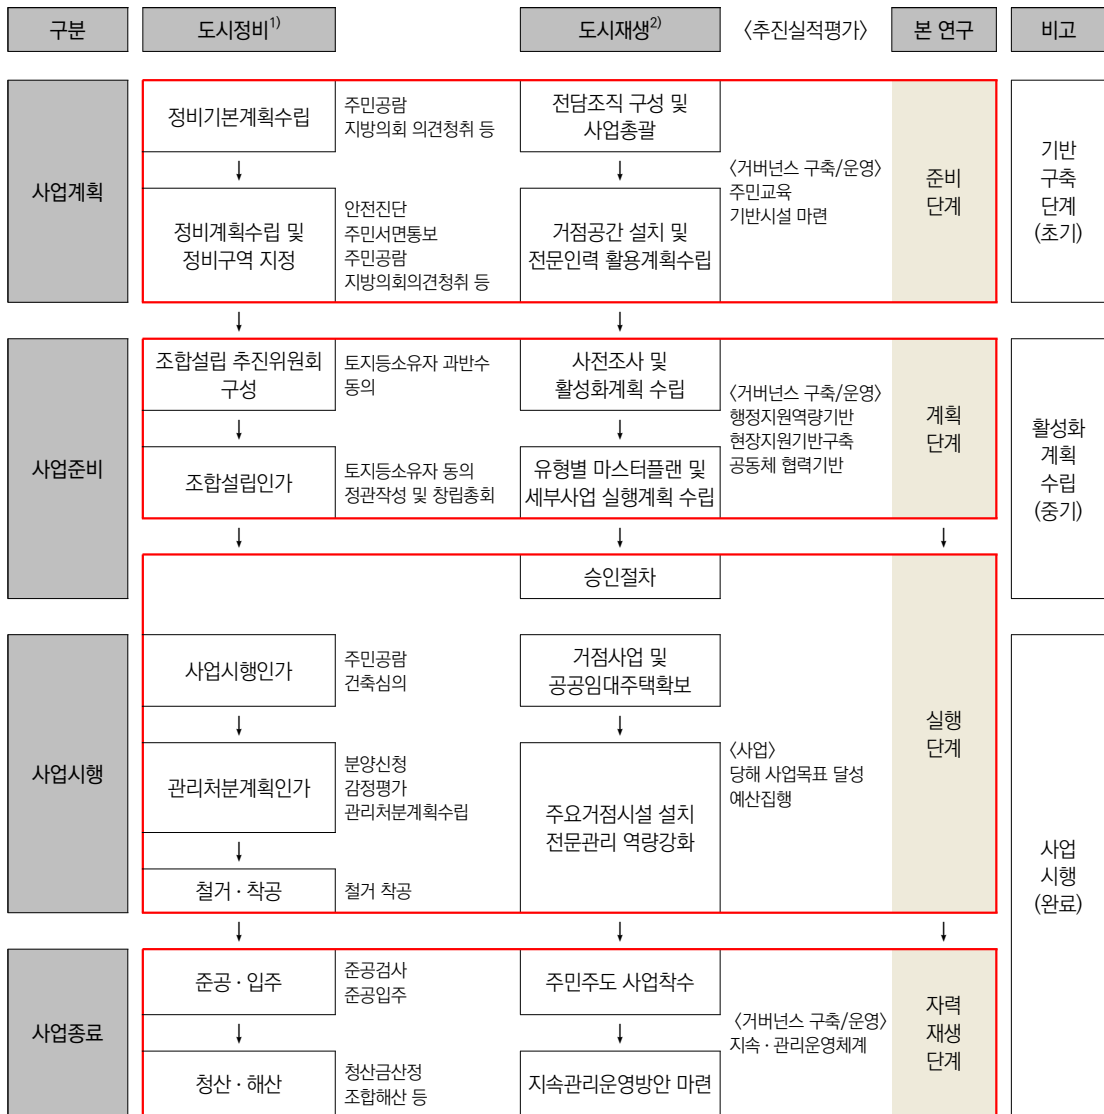 구분
도시정비1)
도시재생2)
〈추진실적평가〉
본 연구
비고
사업계획
정비기본계획수립
주민공람
지방의회 의견청취 등
전담조직 구성 및
사업총괄
↓
↓
정비계획수립 및
정비구역 지정
안전진단
주민서면통보
주민공람
지방의회의견청취 등
거점공간 설치 및
전문인력 활용계획수립
〈거버넌스 구축/운영〉
주민교육
기반시설 마련
준비
단계
기반
구축
단계
(초기)
↓
↓
사업준비
조합설립 추진위원회
구성
토지등소유자 과반수
동의
사전조사 및
활성화계획 수립
↓
↓
조합설립인가
토지등소유자 동의
정관작성 및 창립총회
유형별 마스터플랜 및
세부사업 실행계획 수립
〈거버넌스 구축/운영〉
행정지원역량기반
현장지원기반구축
공동체 협력기반
계획
단계
활성화
계획
수립
(중기)
↓
↓
↓
승인절차
사업시행
사업시행인가
주민공람
건축심의
거점사업 및
공공임대주택확보
↓
↓
관리처분계획인가
분양신청
감정평가
관리처분계획수립
주요거점시설 설치
전문관리 역량강화
〈사업〉
당해 사업목표 달성
예산집행
실행
단계
↓
철거 · 착공
철거 착공
사업
시행
(완료)
↓
↓
↓
사업종료
준공 · 입주
준공검사
준공입주
주민주도 사업착수
↓
↓
청산 · 해산
청산금산정
조합해산 등
지속관리운영방안 마련
〈거버넌스 구축/운영〉
지속 · 관리운영체계
자력
재생
단계